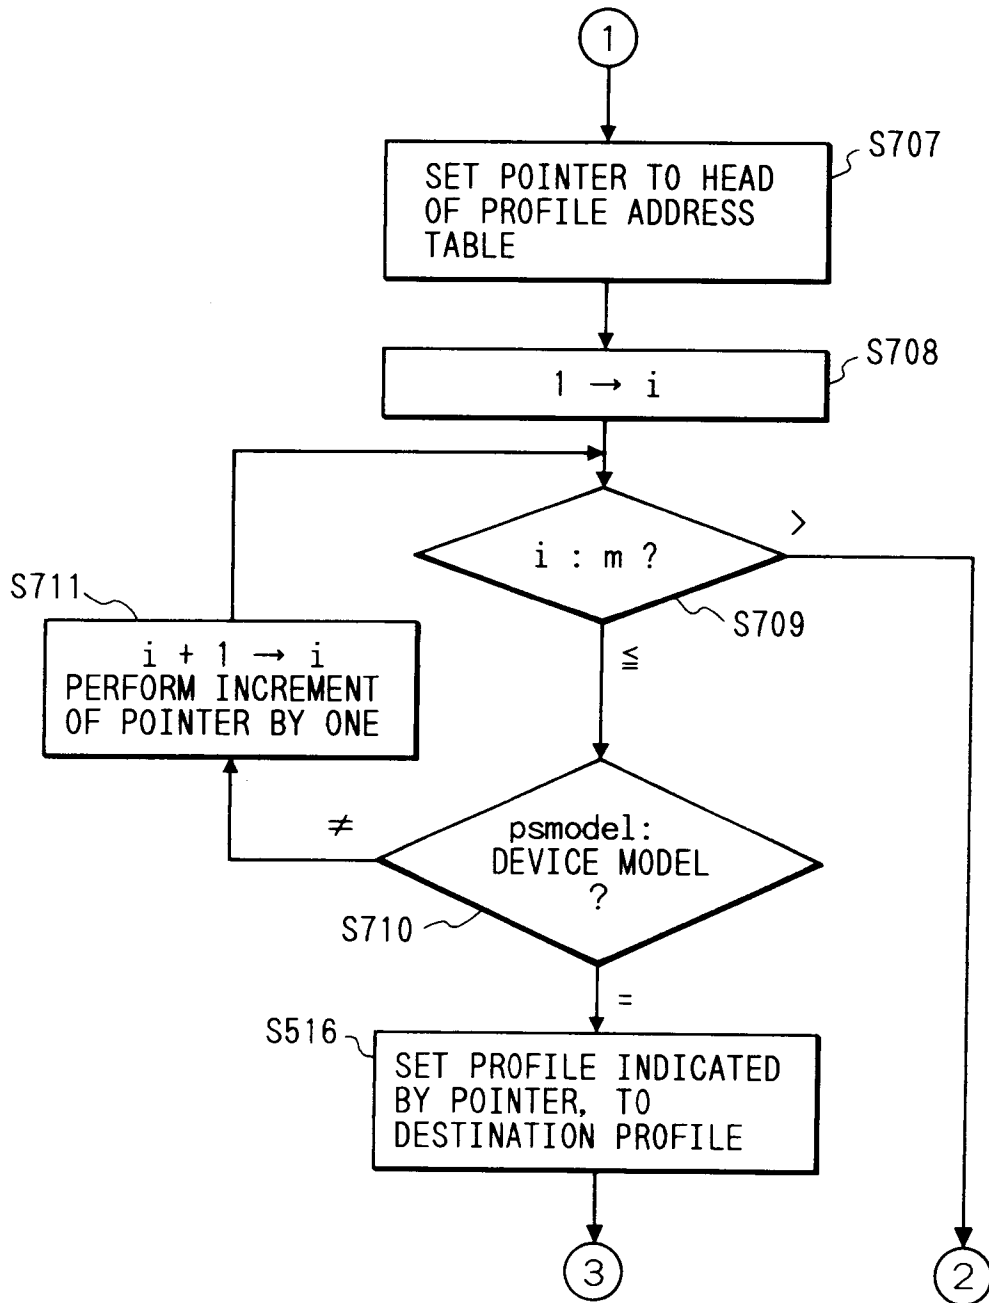 1
S707
SET POINTER TO HEAD
OF PROFILE ADDRESS
TABLE
S708
1 → i
>
i : m ?
S709
≦
S711
i + 1 → i
PERFORM INCREMENT
OF POINTER BY ONE
≠
psmodel:
DEVICE MODEL
?
S710
=
S516
SET PROFILE INDICATED
BY POINTER, TO
DESTINATION PROFILE
3
2